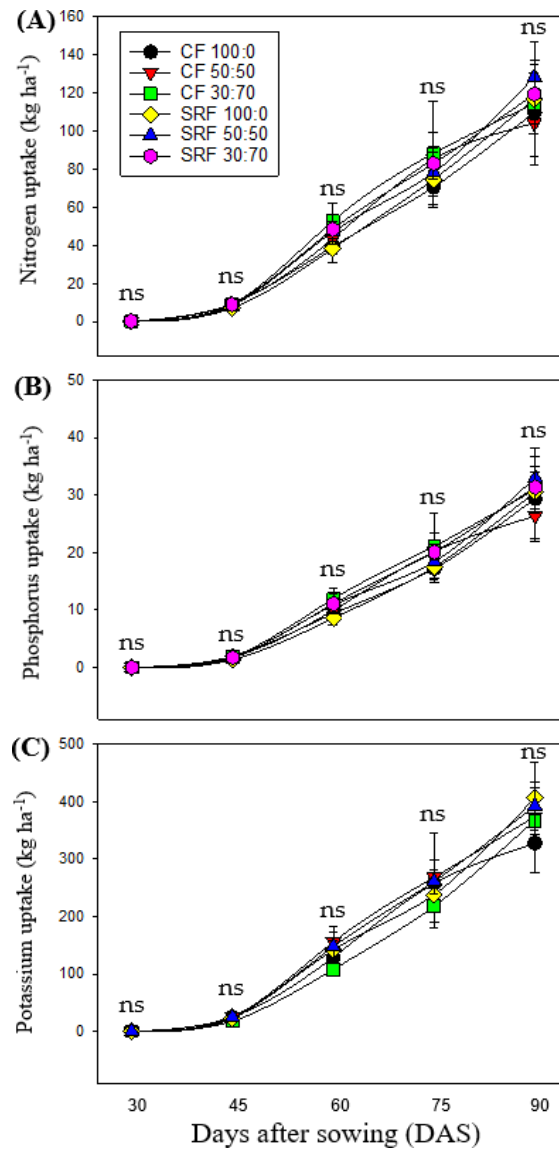 (A)
Nitrogen uptake (kg ha⁻¹)
160
140
120
100
80
60
40
20
0
CF 100:0
CF 50:50
CF 30:70
SRF 100:0
SRF 50:50
SRF 30:70
ns
ns
ns
ns
ns
(B)
Phosphorus uptake (kg ha⁻¹)
50
40
30
20
10
0
ns
ns
ns
ns
ns
(C)
Potassium uptake (kg ha⁻¹)
500
400
300
200
100
0
ns
ns
ns
ns
ns
30 45 60 75 90
Days after sowing (DAS)